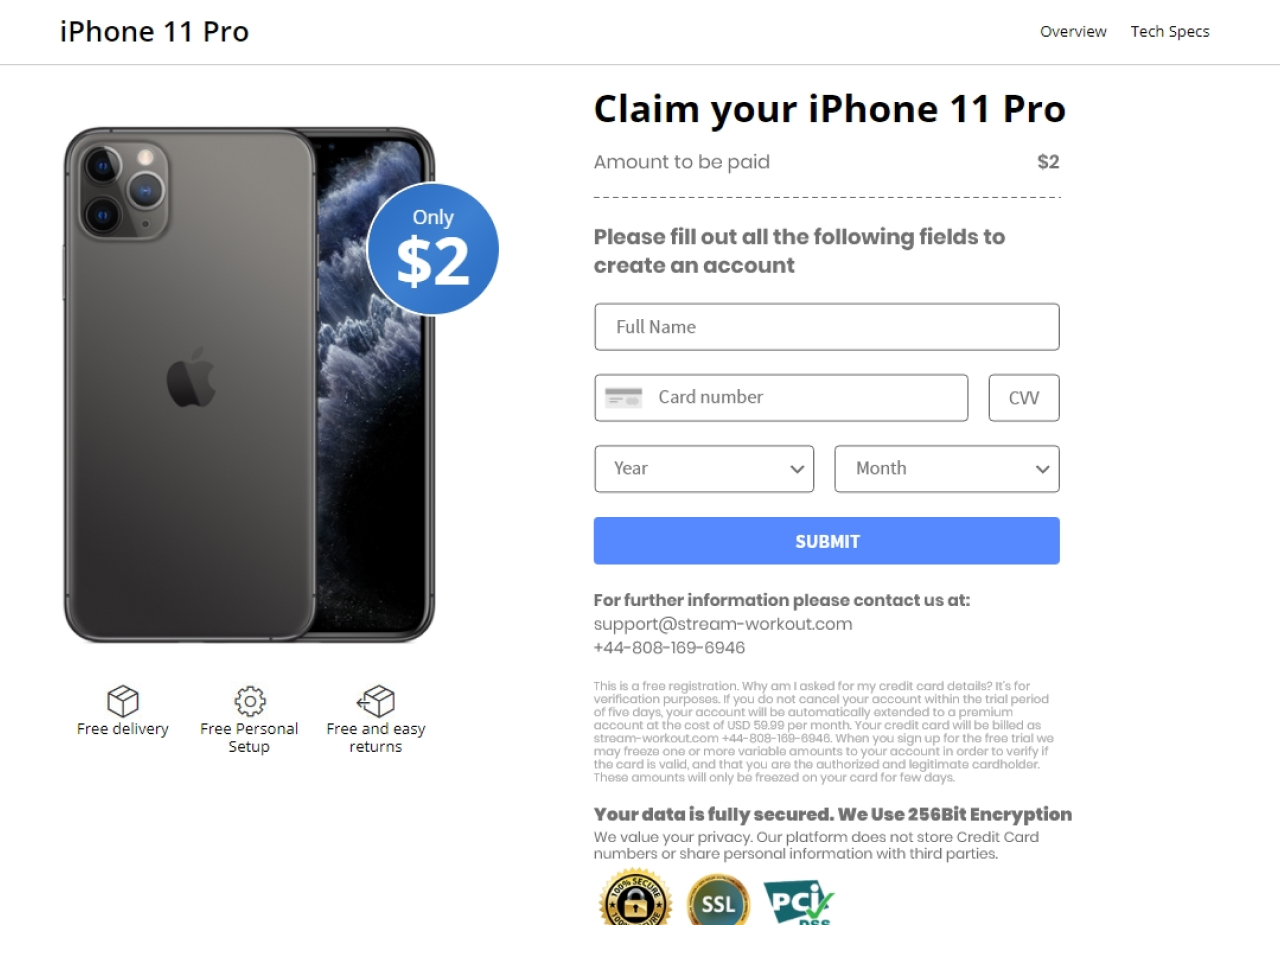 iPhone 11 Pro
Overview
Tech Specs
Claim your iPhone 11 Pro
Amount to be paid $2
Only
$2
Please fill out all the following fields to
create an account
Full Name
Card number
CVV
Year
Month
SUBMIT
For further information please contact us at:
support@stream-workout.com
+44-808-169-6946
Free delivery
Free Personal
Setup
Free and easy
returns
This is a free registration. Why am I asked for my credit card details? It's for
verification purposes. If you do not cancel your account within the trial period
of five days, your account will be automatically extended to a premium
account at the cost of USD 59.99 per month. Your credit card will be billed as
stream-workout.com +44-808-169-6946. When you sign up for the free trial we
may freeze one or more variable amounts to your account in order to verify if
the card is valid, and that you are the authorized and legitimate cardholder.
These amounts will only be freezed on your card for few days.
Your data is fully secured. We Use 256Bit Encryption
We value your privacy. Our platform does not store Credit Card
numbers or share personal information with third parties.
100% SECURE
SSL
PCi
DSS